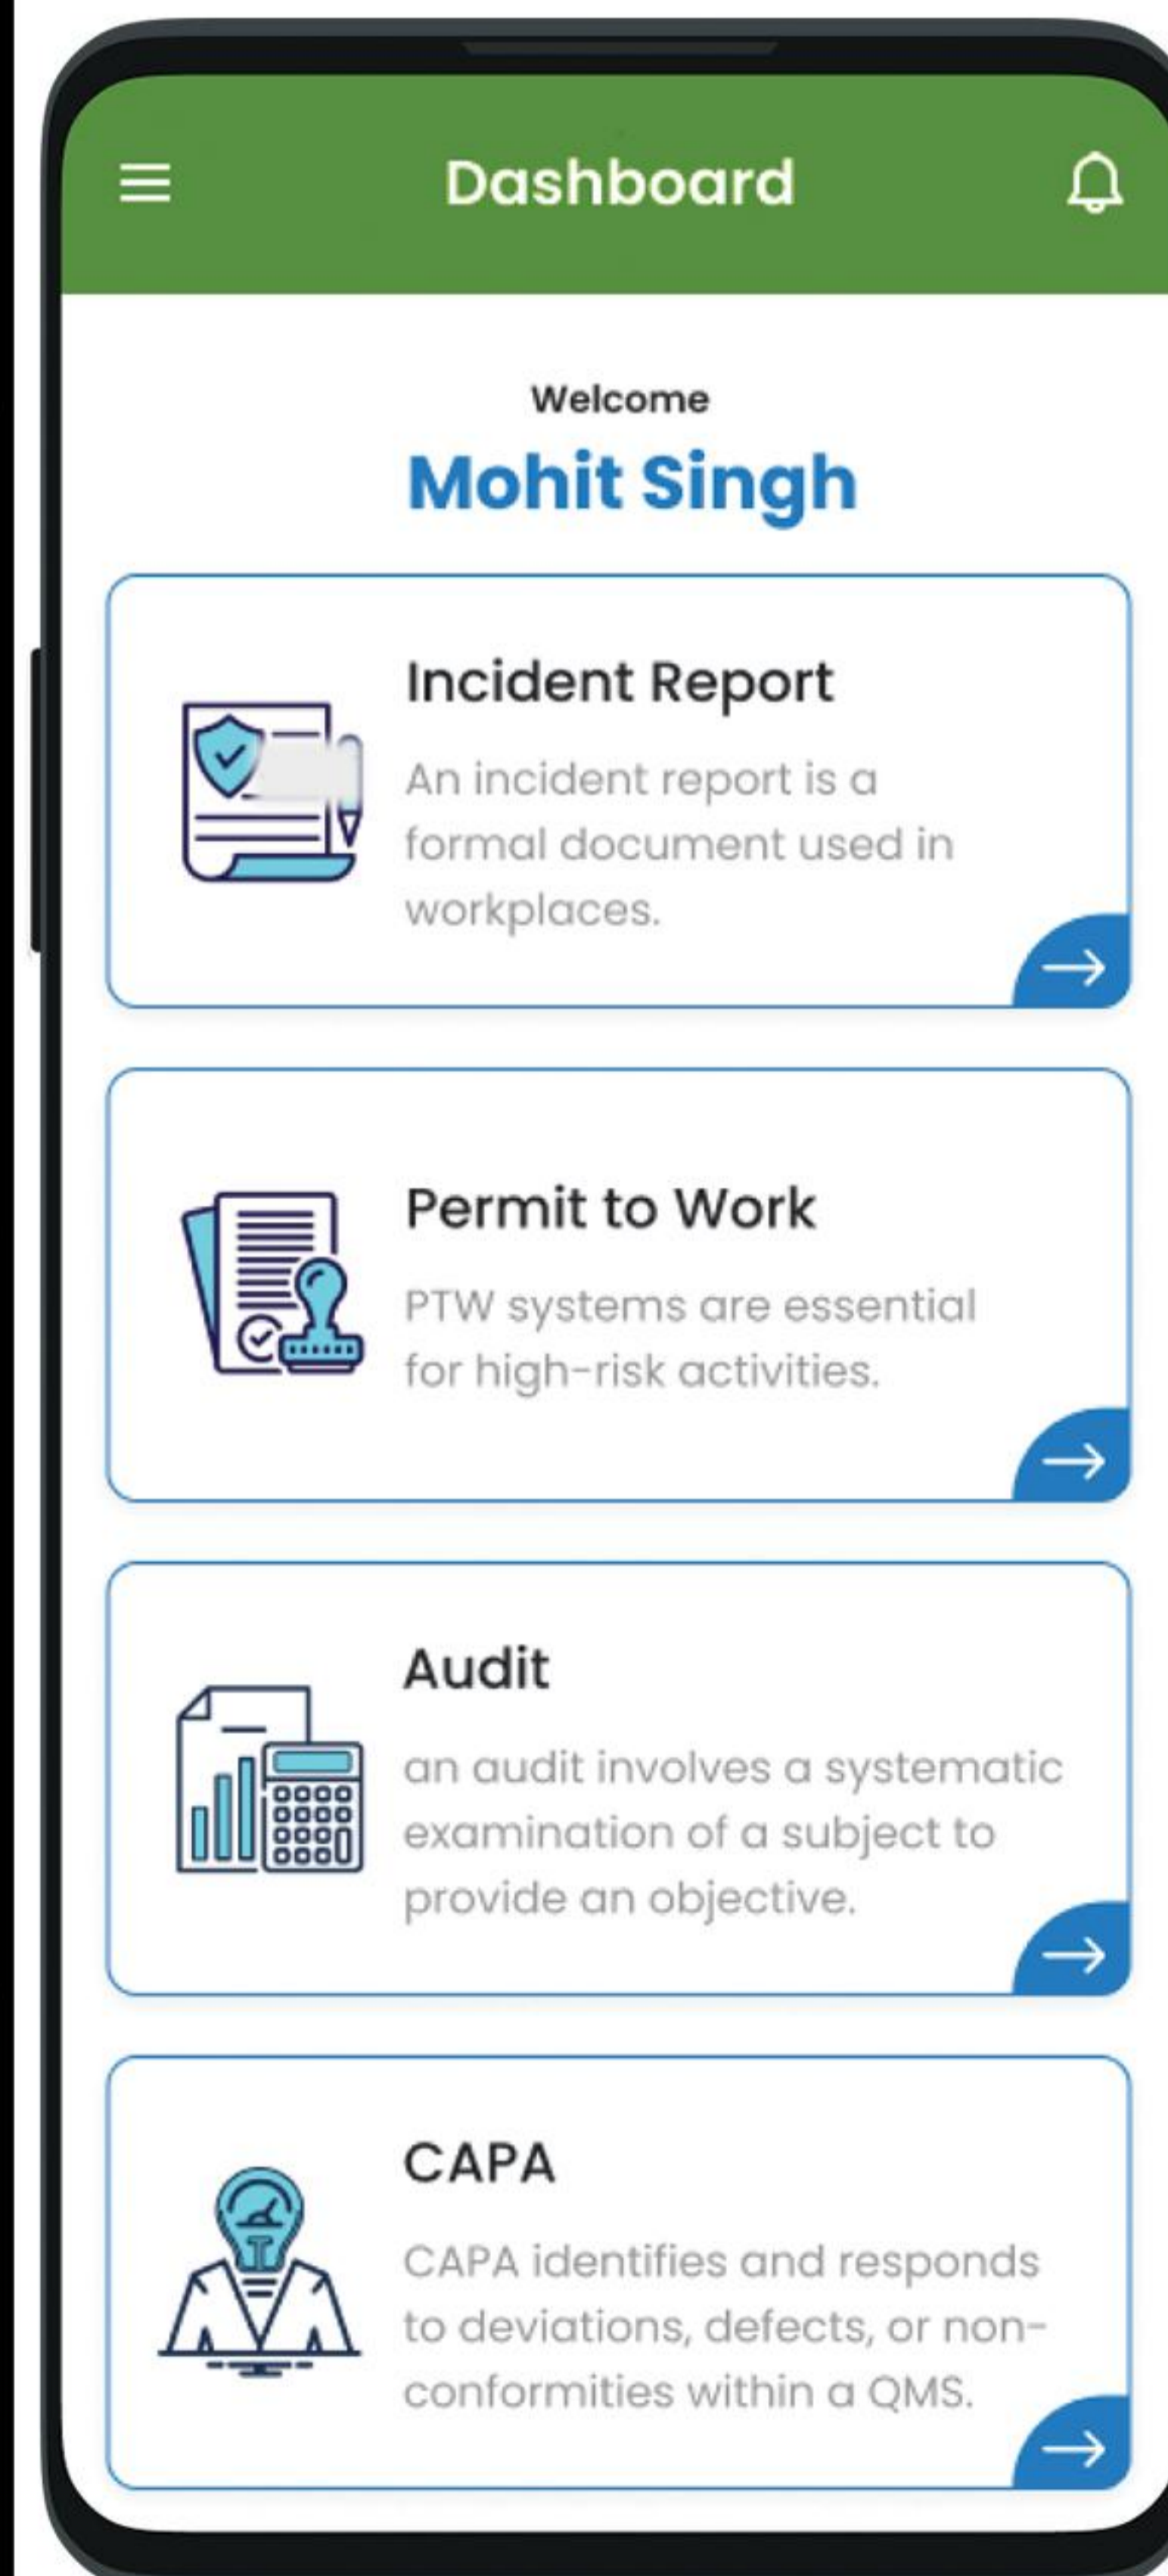 Dashboard
Welcome
Mohit Singh
Incident Report
An incident report is a
formal document used in
workplaces.
Permit to Work
PTW systems are essential
for high-risk activities.
Audit
an audit involves a systematic
examination of a subject to
provide an objective.
CAPA
CAPA identifies and responds
to deviations, defects, or non-
conformities within a QMS.